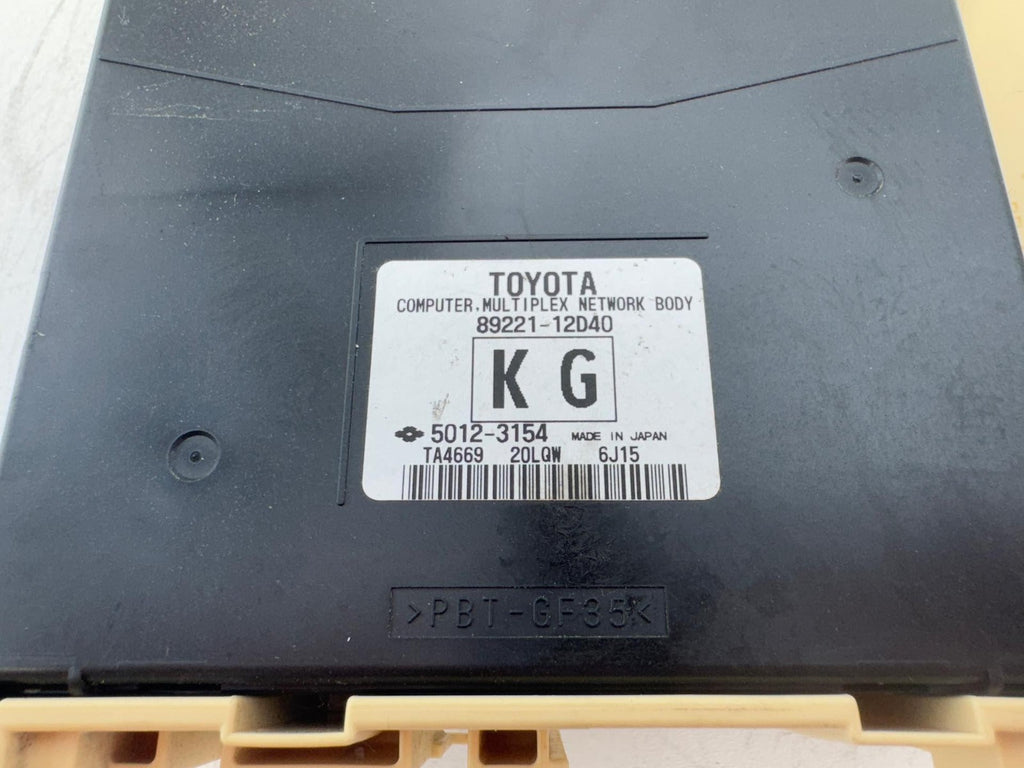 TOYOTA
COMPUTER,MULTIPLEX NETWORK BODY
89221-12D40
K G
5012-3154 MADE IN JAPAN
TA4669 20LQW 6J15
>PBT-GF35<